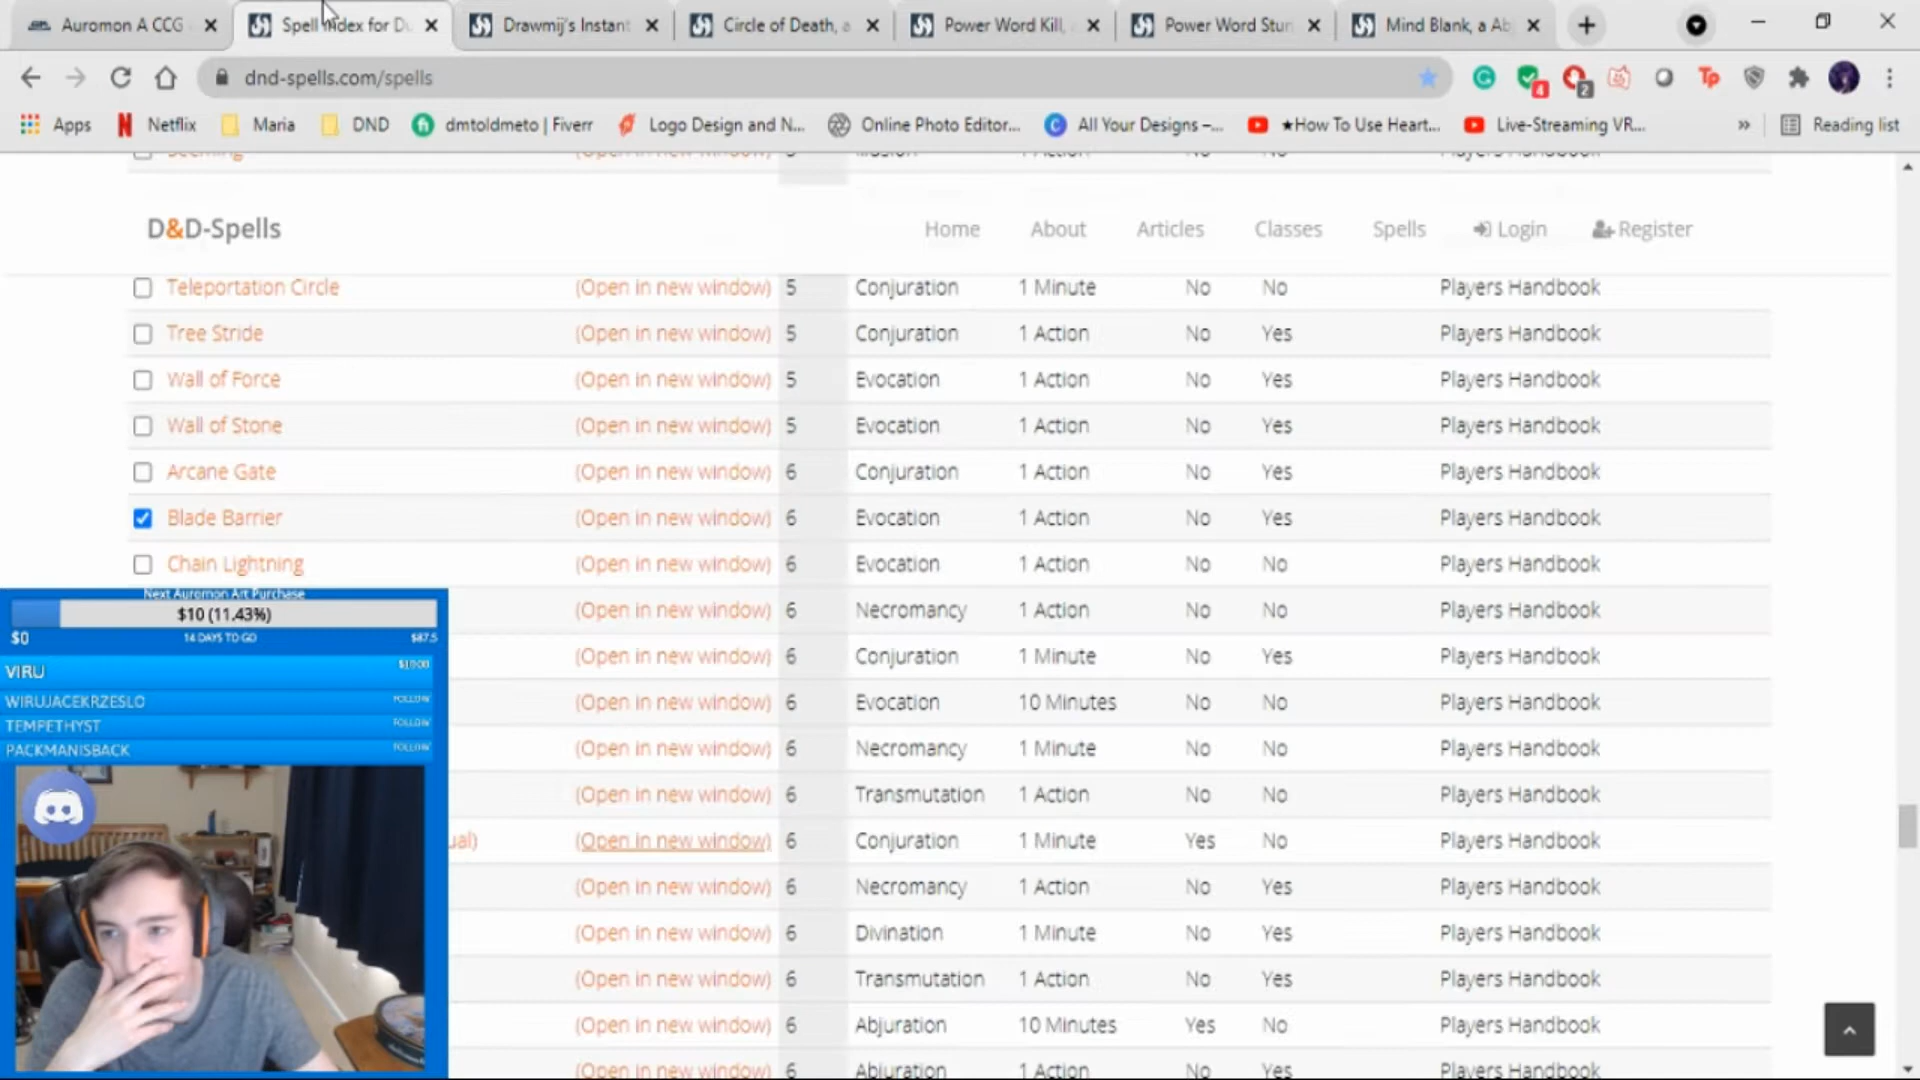 Auromon A CCG
Spell Index for Du
Drawmij's Instant
Circle of Death, a
Power Word Kill,
Power Word Stun
Mind Blank, a Ab
dnd-spells.com/spells
4
2
Tp
Apps
Netflix
Maria
DND
dmtoldmeto | Fiverr
Logo Design and N...
Online Photo Editor...
All Your Designs –...
★How To Use Heart...
Live-Streaming VR...
»
Reading list
D&D-Spells
Home
About
Articles
Classes
Spells
Login
Register
Teleportation Circle (Open in new window) 5 Conjuration 1 Minute No No Players Handbook
Tree Stride (Open in new window) 5 Conjuration 1 Action No Yes Players Handbook
Wall of Force (Open in new window) 5 Evocation 1 Action No Yes Players Handbook
Wall of Stone (Open in new window) 5 Evocation 1 Action No Yes Players Handbook
Arcane Gate (Open in new window) 6 Conjuration 1 Action No Yes Players Handbook
Blade Barrier (Open in new window) 6 Evocation 1 Action No Yes Players Handbook
Chain Lightning (Open in new window) 6 Evocation 1 Action No No Players Handbook
(Open in new window) 6 Necromancy 1 Action No No Players Handbook
(Open in new window) 6 Conjuration 1 Minute No Yes Players Handbook
(Open in new window) 6 Evocation 10 Minutes No No Players Handbook
(Open in new window) 6 Necromancy 1 Minute No No Players Handbook
(Open in new window) 6 Transmutation 1 Action No No Players Handbook
ual) (Open in new window) 6 Conjuration 1 Minute Yes No Players Handbook
(Open in new window) 6 Necromancy 1 Action No Yes Players Handbook
(Open in new window) 6 Divination 1 Minute No Yes Players Handbook
(Open in new window) 6 Transmutation 1 Action No Yes Players Handbook
(Open in new window) 6 Abjuration 10 Minutes Yes No Players Handbook
(Open in new window) 6 Abjuration 1 Action No Yes Players Handbook
Next Auromon Art Purchase
$10 (11.43%)
$0 14 DAYS TO GO $87.5
VIRU $10.00
WIRUJACEKRZESLO FOLLOW
TEMPETHYST FOLLOW
PACKMANISBACK FOLLOW